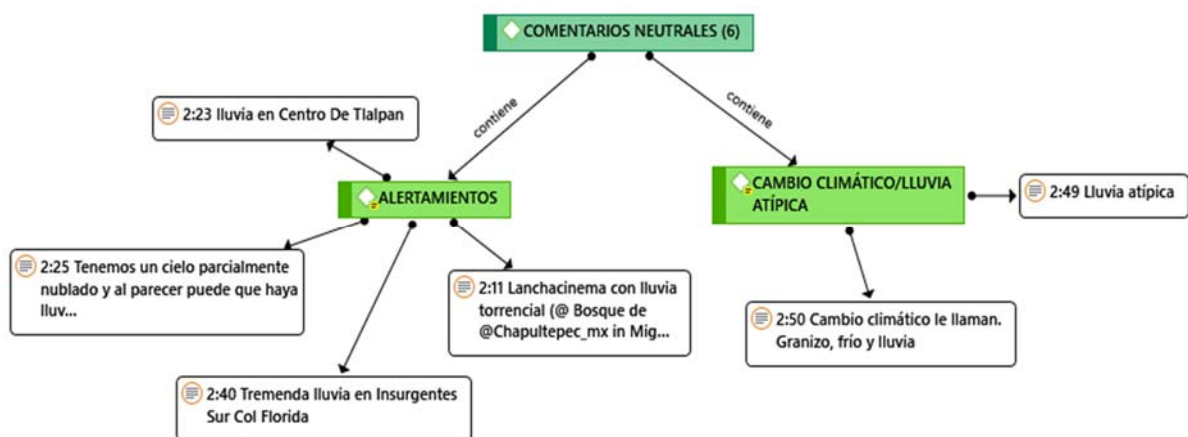 COMENTARIOS NEUTRALES (6)
contiene
contiene
2:23 lluvia en Centro De Tlalpan
ALERTAMIENTOS
CAMBIO CLIMÁTICO/LLUVIA
ATÍPICA
2:49 Lluvia atípica
2:25 Tenemos un cielo parcialmente
nublado y al parecer puede que haya
lluv...
2:11 Lanchacinema con lluvia
torrencial (@ Bosque de
@Chapultepec_mx in Mig...
2:50 Cambio climático le llaman.
Granizo, frío y lluvia
2:40 Tremenda lluvia en Insurgentes
Sur Col Florida